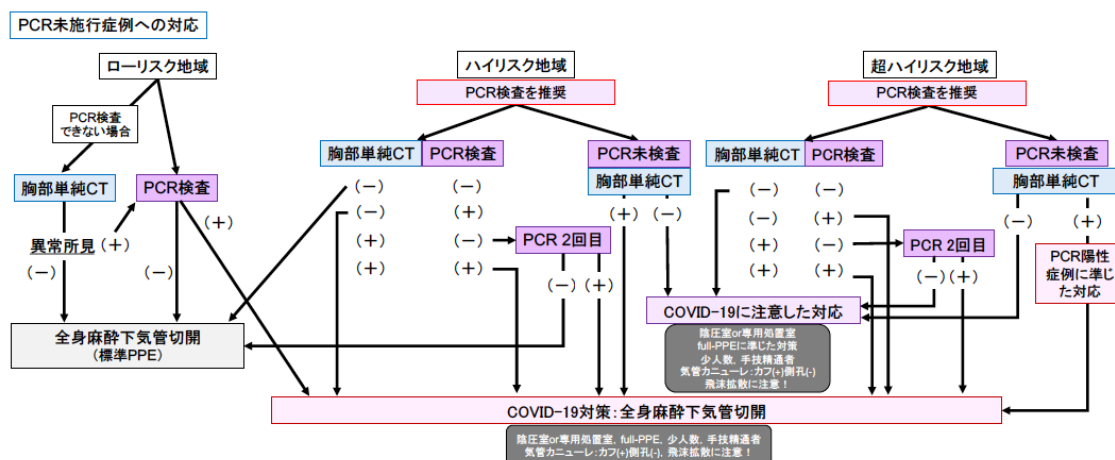 PCR未施行症例への対応
ローリスク地域
PCR検査
できない場合
胸部単純CT
PCR検査
異常所見
(+)
(+)
(−)
(−)
全身麻酔下気管切開
(標準PPE)
ハイリスク地域
PCR検査を推奨
胸部単純CT PCR検査
(−) (−)
(−) (+)
(+) (−)
(+) (+)
PCR 2回目
(−) (+)
PCR未検査
胸部単純CT
(+) (−)
超ハイリスク地域
PCR検査を推奨
胸部単純CT PCR検査
(−) (−)
(−) (+)
(+) (−)
(+) (+)
PCR 2回目
(−) (+)
PCR未検査
胸部単純CT
(−) (+)
PCR陽性
症例に準じ
た対応
COVID-19に注意した対応
陰圧室or専用処置室
full-PPEに準じた対策
少人数，手技精通者
気管カニューレ：カフ(+)側孔(-)
飛沫拡散に注意！
COVID-19対策：全身麻酔下気管切開
陰圧室or専用処置室，full-PPE，少人数，手技精通者
気管カニューレ：カフ(+)側孔(-)，飛沫拡散に注意！